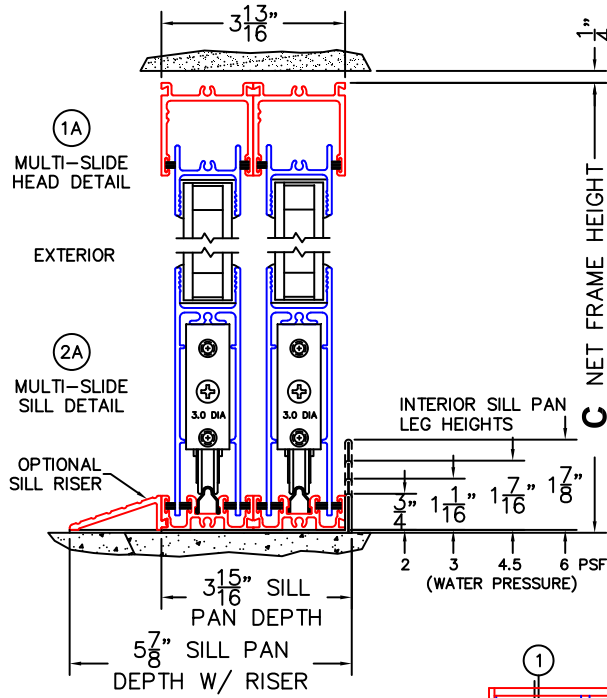 3 13/16"
1/4"
1A
MULTI-SLIDE
HEAD DETAIL
EXTERIOR
NET FRAME HEIGHT
C
2A
MULTI-SLIDE
SILL DETAIL
3.0 DIA
3.0 DIA
INTERIOR SILL PAN
LEG HEIGHTS
OPTIONAL
SILL RISER
3/4"
1 1/16"
1 7/16"
1 7/8"
2 3 4.5 6 PSF
(WATER PRESSURE)
3 15/16" SILL
PAN DEPTH
5 7/8" SILL PAN
DEPTH W/ RISER
1